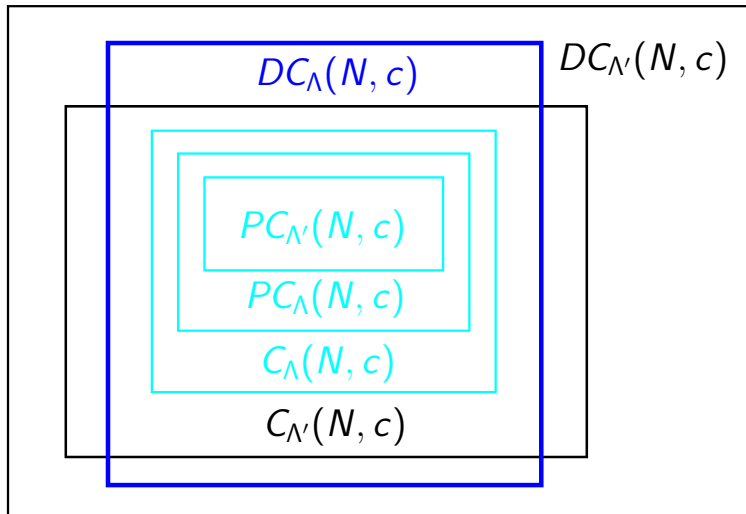 DC_Λ(N, c)
DC_Λ′(N, c)
PC_Λ′(N, c)
PC_Λ(N, c)
C_Λ(N, c)
C_Λ′(N, c)